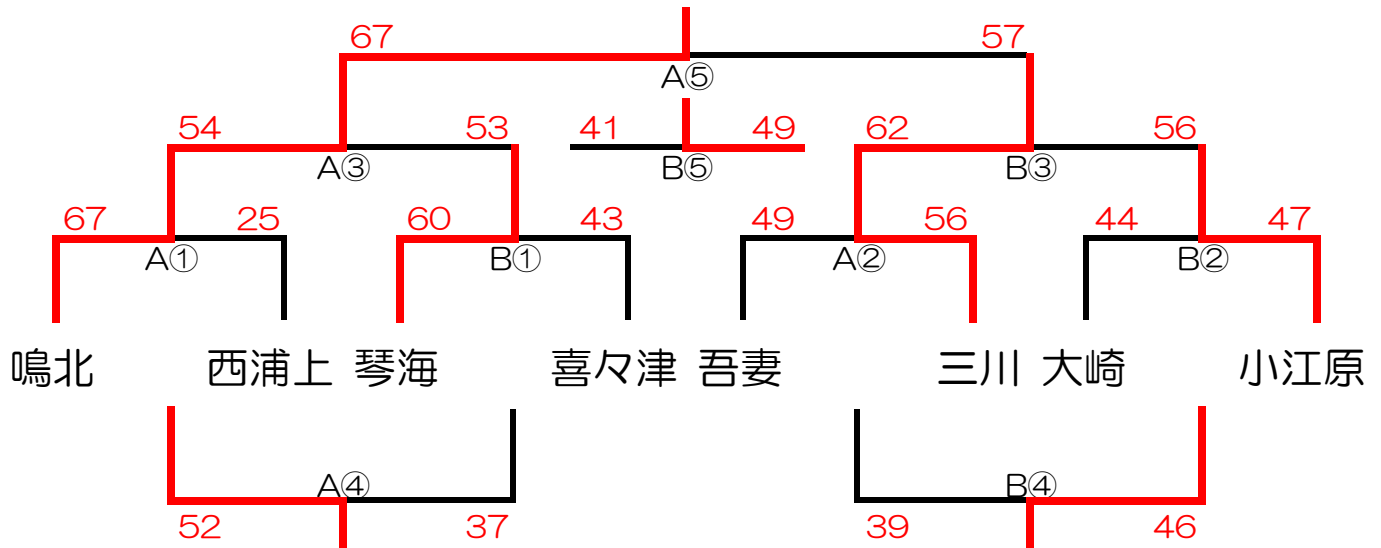 67 57
A⑤
54 53 41 49 62 56
A③ B⑤ B③
67 25 60 43 49 56 44 47
A① B① A② B②
鳴北 西浦上 琴海 喜々津 吾妻 三川 大崎 小江原
A④ B④
52 37 39 46